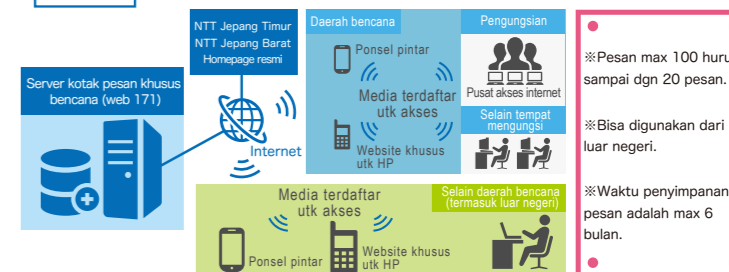 NTT Jepang Timur
NTT Jepang Barat
Homepage resmi
Server kotak pesan khusus
bencana (web 171)
Internet
Daerah bencana
Ponsel pintar
Media terdaftar
utk akses
Website khusus
utk HP
Pengungsian
Pusat akses internet
Selain tempat
mengungsi
Media terdaftar
utk akses
Ponsel pintar
Website khusus
utk HP
Selain daerah bencana
(termasuk luar negeri)
※Pesan max 100 huru
sampai dgn 20 pesan.
※Bisa digunakan dari
luar negeri.
※Waktu penyimpanan
pesan adalah max 6
bulan.